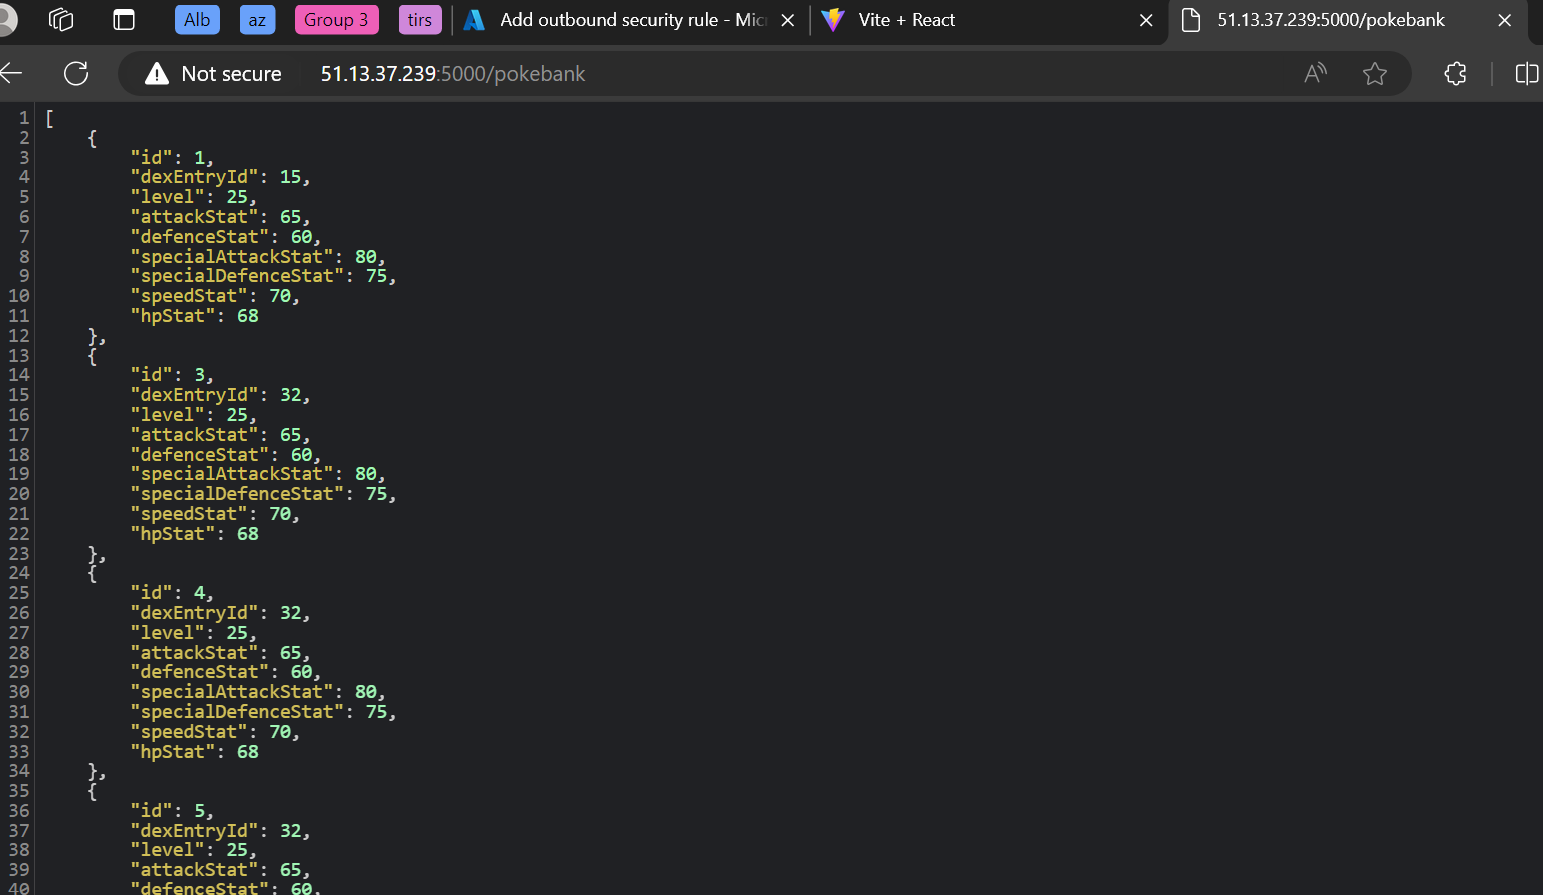 Alb az Group 3 tirs Add outbound security rule - Mic Vite + React 51.13.37.239:5000/pokebank
Not secure 51.13.37.239:5000/pokebank
1 [
2 {
3 "id": 1,
4 "dexEntryId": 15,
5 "level": 25,
6 "attackStat": 65,
7 "defenceStat": 60,
8 "specialAttackStat": 80,
9 "specialDefenceStat": 75,
10 "speedStat": 70,
11 "hpStat": 68
12 },
13 {
14 "id": 3,
15 "dexEntryId": 32,
16 "level": 25,
17 "attackStat": 65,
18 "defenceStat": 60,
19 "specialAttackStat": 80,
20 "specialDefenceStat": 75,
21 "speedStat": 70,
22 "hpStat": 68
23 },
24 {
25 "id": 4,
26 "dexEntryId": 32,
27 "level": 25,
28 "attackStat": 65,
29 "defenceStat": 60,
30 "specialAttackStat": 80,
31 "specialDefenceStat": 75,
32 "speedStat": 70,
33 "hpStat": 68
34 },
35 {
36 "id": 5,
37 "dexEntryId": 32,
38 "level": 25,
39 "attackStat": 65,
40 "defenceStat": 60,